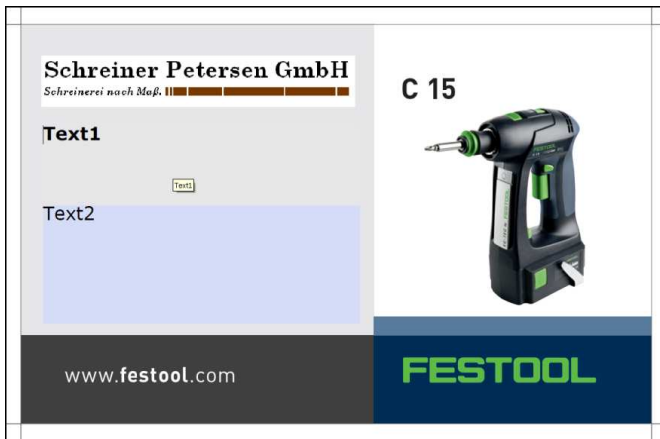 Schreiner Petersen GmbH
Schreinerei nach Maß.
Text1
Text1
Text2
www.festool.com
C 15
FESTOOL